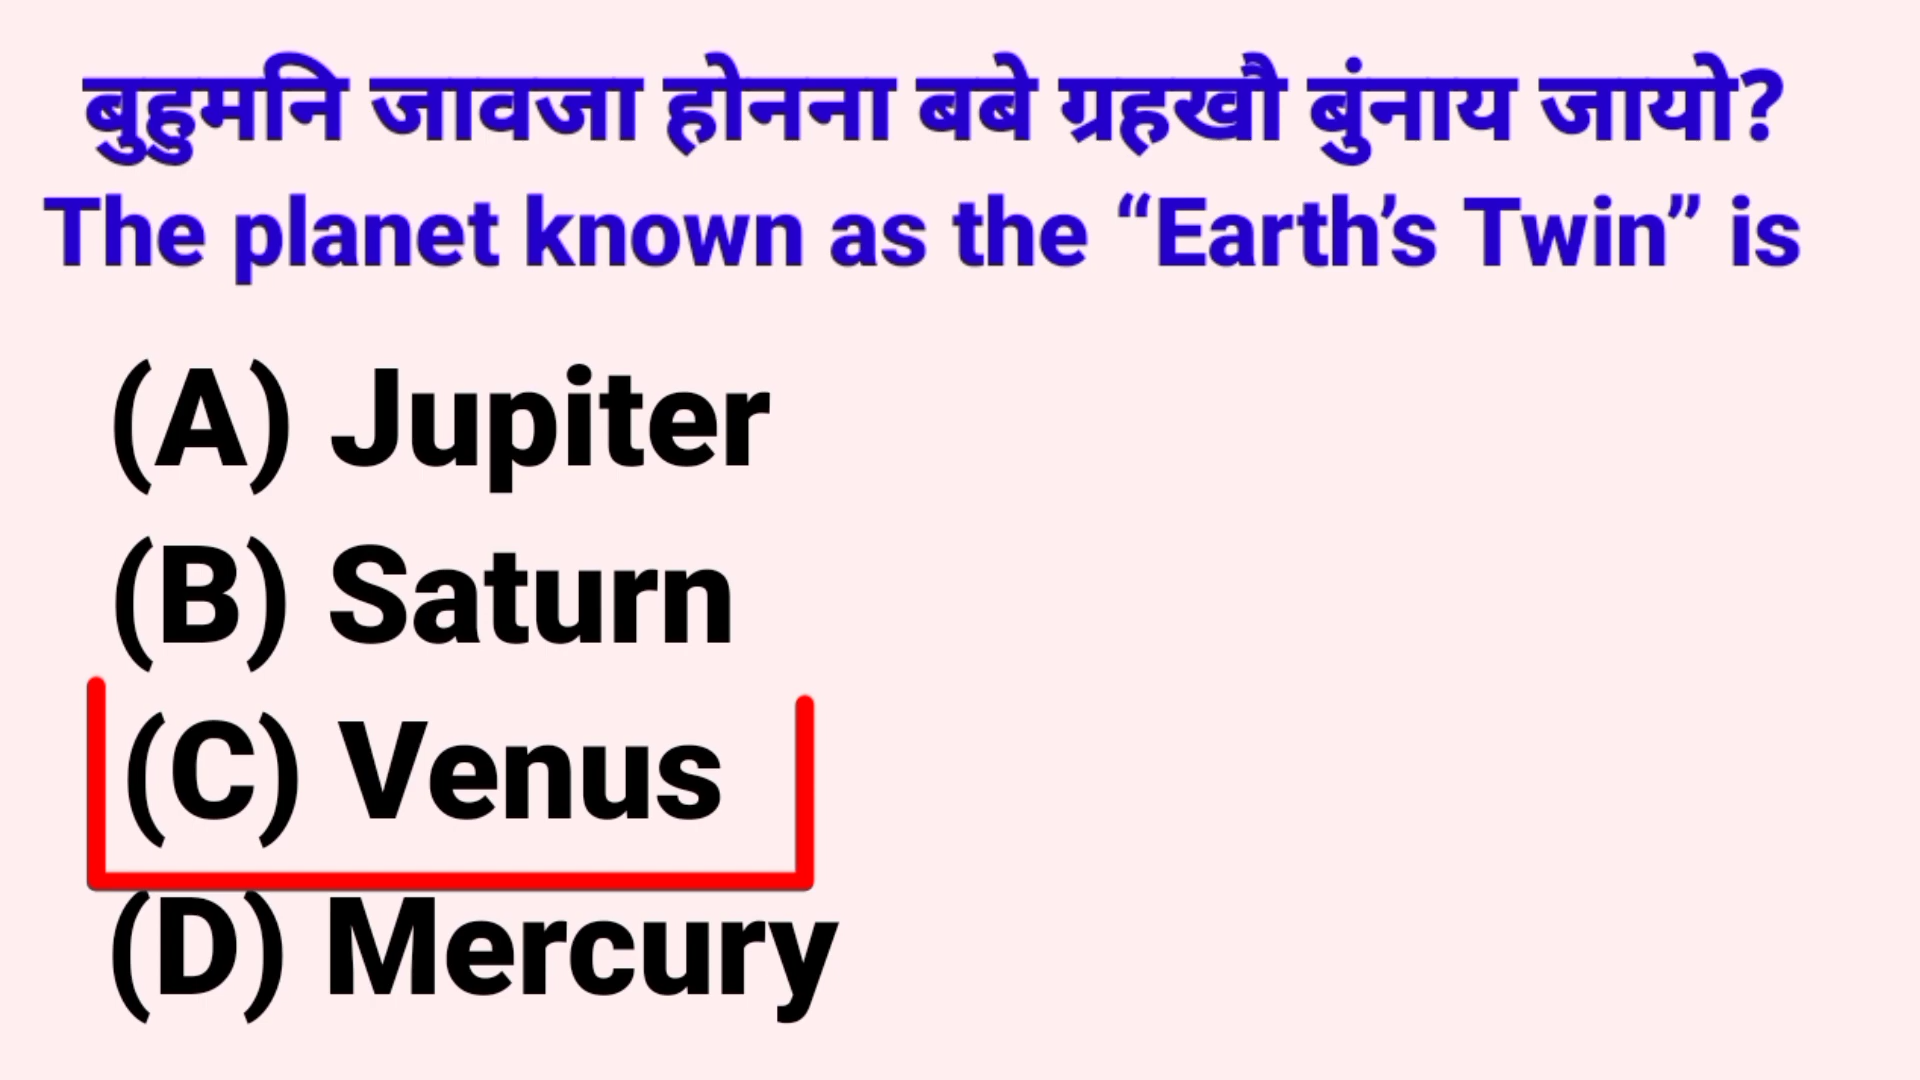 बुहुमनि जावजा होनना बबे ग्रहखौ बुंनाय जायो?
The planet known as the “Earth’s Twin” is
(A) Jupiter
(B) Saturn
(C) Venus
(D) Mercury